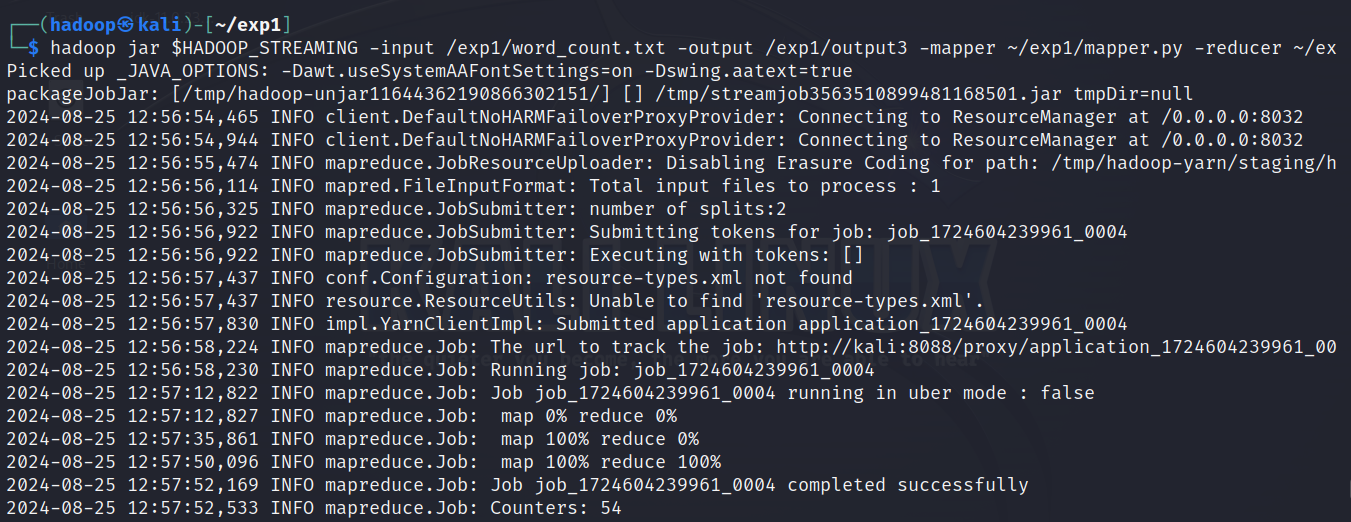 ┌──(hadoop㉿kali)-[~/exp1]
└─$ hadoop jar $HADOOP_STREAMING -input /exp1/word_count.txt -output /exp1/output3 -mapper ~/exp1/mapper.py -reducer ~/ex
Picked up _JAVA_OPTIONS: -Dawt.useSystemAAFontSettings=on -Dswing.aatext=true
packageJobJar: [/tmp/hadoop-unjar11644362190866302151/] [] /tmp/streamjob3563510899481168501.jar tmpDir=null
2024-08-25 12:56:54,465 INFO client.DefaultNoHARMFailoverProxyProvider: Connecting to ResourceManager at /0.0.0.0:8032
2024-08-25 12:56:54,944 INFO client.DefaultNoHARMFailoverProxyProvider: Connecting to ResourceManager at /0.0.0.0:8032
2024-08-25 12:56:55,474 INFO mapreduce.JobResourceUploader: Disabling Erasure Coding for path: /tmp/hadoop-yarn/staging/h
2024-08-25 12:56:56,114 INFO mapred.FileInputFormat: Total input files to process : 1
2024-08-25 12:56:56,325 INFO mapreduce.JobSubmitter: number of splits:2
2024-08-25 12:56:56,922 INFO mapreduce.JobSubmitter: Submitting tokens for job: job_1724604239961_0004
2024-08-25 12:56:56,922 INFO mapreduce.JobSubmitter: Executing with tokens: []
2024-08-25 12:56:57,437 INFO conf.Configuration: resource-types.xml not found
2024-08-25 12:56:57,437 INFO resource.ResourceUtils: Unable to find 'resource-types.xml'.
2024-08-25 12:56:57,830 INFO impl.YarnClientImpl: Submitted application application_1724604239961_0004
2024-08-25 12:56:58,224 INFO mapreduce.Job: The url to track the job: http://kali:8088/proxy/application_1724604239961_00
2024-08-25 12:56:58,230 INFO mapreduce.Job: Running job: job_1724604239961_0004
2024-08-25 12:57:12,822 INFO mapreduce.Job: Job job_1724604239961_0004 running in uber mode : false
2024-08-25 12:57:12,827 INFO mapreduce.Job:  map 0% reduce 0%
2024-08-25 12:57:35,861 INFO mapreduce.Job:  map 100% reduce 0%
2024-08-25 12:57:50,096 INFO mapreduce.Job:  map 100% reduce 100%
2024-08-25 12:57:52,169 INFO mapreduce.Job: Job job_1724604239961_0004 completed successfully
2024-08-25 12:57:52,533 INFO mapreduce.Job: Counters: 54